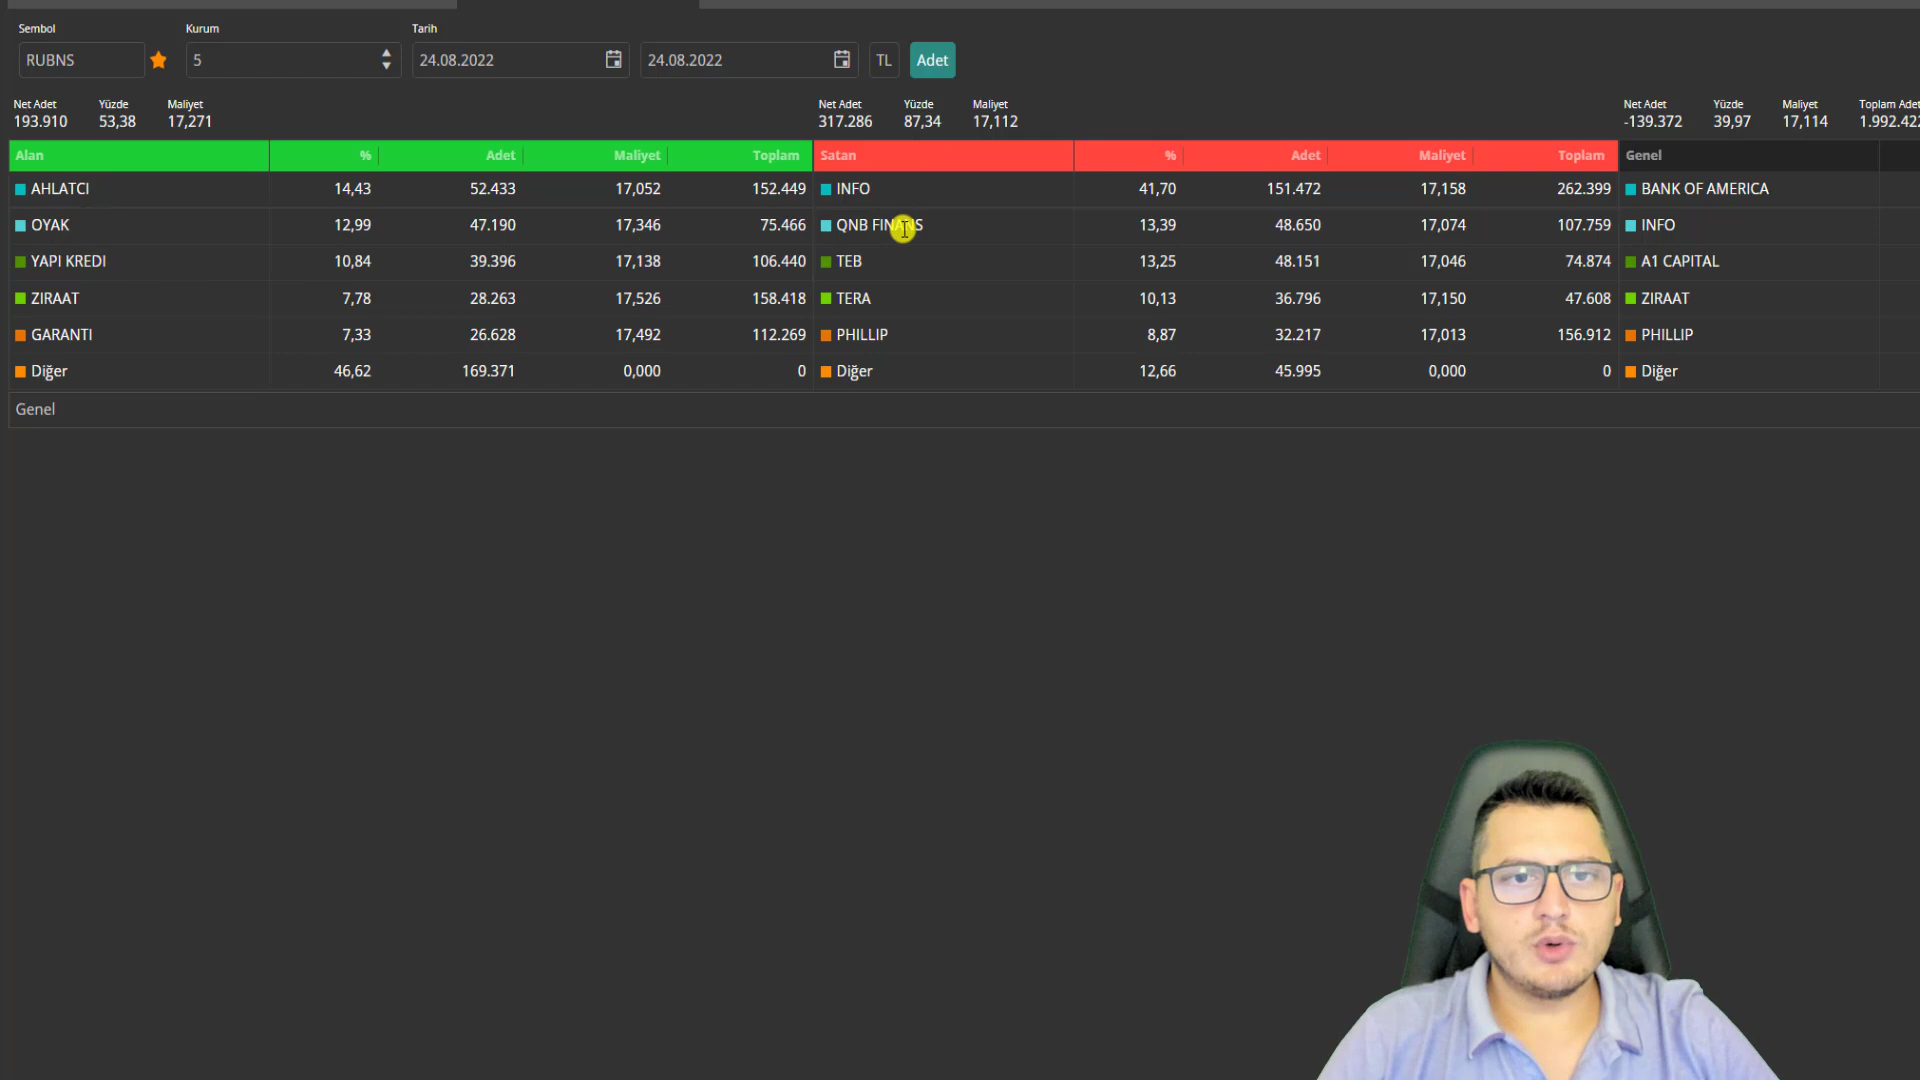 Sembol Kurum Tarih
RUBNS 5 24.08.2022 24.08.2022 TL Adet
Net Adet Yüzde Maliyet Net Adet Yüzde Maliyet Net Adet Yüzde Maliyet Toplam Adet
193.910 53,38 17,271 317.286 87,34 17,112 -139.372 39,97 17,114 1.992.422
Alan % Adet Maliyet Toplam Satan % Adet Maliyet Toplam Genel
AHLATCI 14,43 52.433 17,052 152.449 INFO 41,70 151.472 17,158 262.399 BANK OF AMERICA
OYAK 12,99 47.190 17,346 75.466 QNB FINANS 13,39 48.650 17,074 107.759 INFO
YAPI KREDI 10,84 39.396 17,138 106.440 TEB 13,25 48.151 17,046 74.874 A1 CAPITAL
ZIRAAT 7,78 28.263 17,526 158.418 TERA 10,13 36.796 17,150 47.608 ZIRAAT
GARANTI 7,33 26.628 17,492 112.269 PHILLIP 8,87 32.217 17,013 156.912 PHILLIP
Diğer 46,62 169.371 0,000 0 Diğer 12,66 45.995 0,000 0 Diğer
Genel